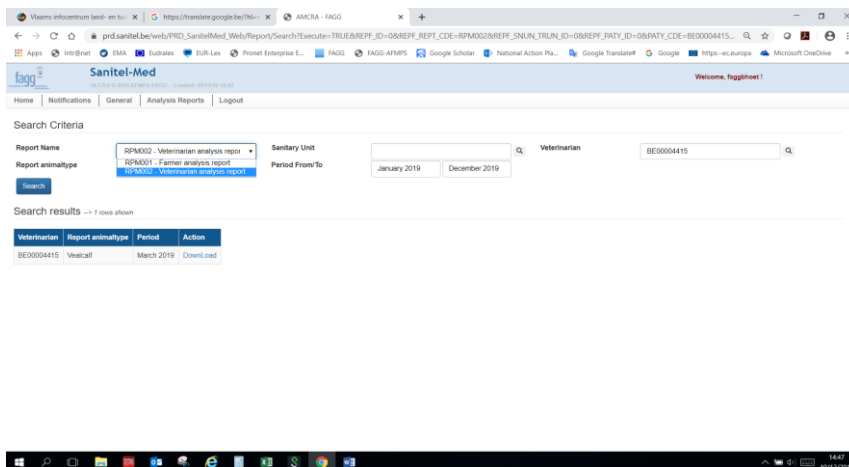 Vlaams infocentrum land- en tui
https://translate.google.be/?hl=
AMCRA - FAGG
prd.sanitel.be/web/PRD_SanitelMed_Web/Report/Search?Execute=TRUE&REPF_ID=0&REPF_REPT_CDE=RPM002&REPF_SNUN_TRUN_ID=0&REPF_PATY_ID=0&PATY_CDE=BE00004415...
Apps Intr@net EMA Eudralex EUR-Lex Pronet Enterprise E... FAGG FAGG-AFMPS Google Scholar National Action Pla... Google Translate# Google https--ec.europa Microsoft OneDrive
fagg
Sanitel-Med
Welcome, faggbhoet !
Home Notifications General Analysis Reports Logout
Search Criteria
Report Name RPM002 - Veterinarian analysis repor Sanitary Unit Veterinarian BE00004415
RPM001 - Farmer analysis report
RPM002 - Veterinarian analysis report
Report animaltype Period From/To January 2019 December 2019
Search
Search results --> 1 rows shown
Veterinarian Report animaltype Period Action
BE00004415 Vealcalf March 2019 DownLoad
14:47